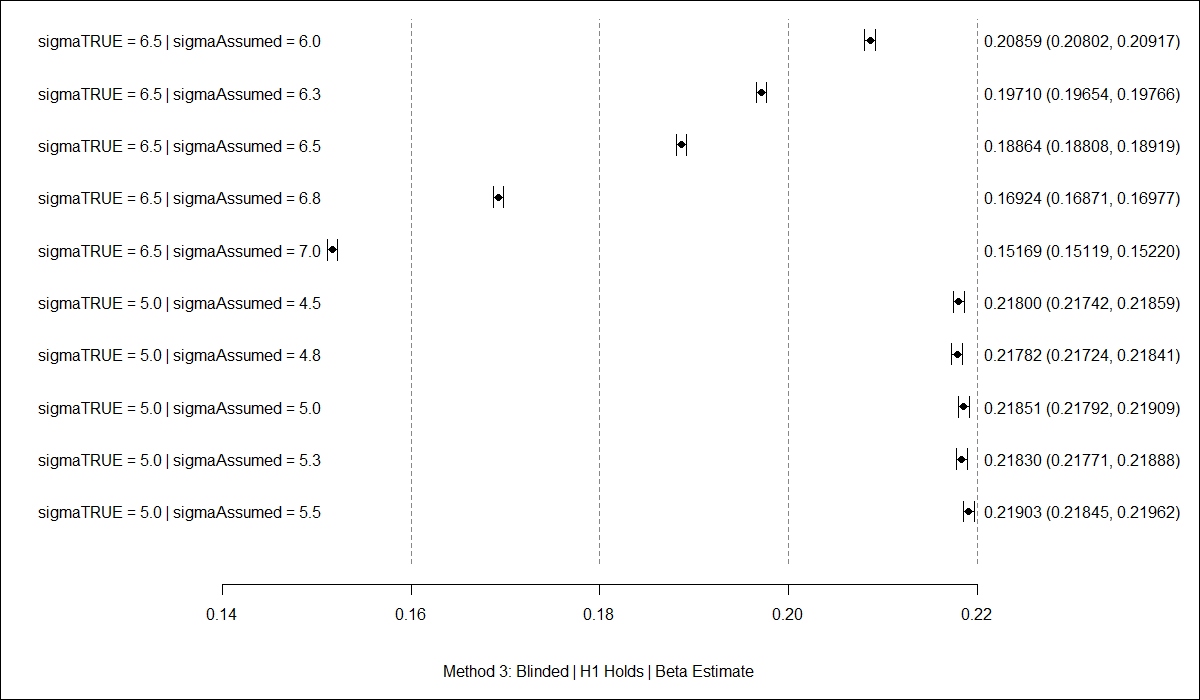 sigmaTRUE = 6.5 | sigmaAssumed = 6.0 0.20859 (0.20802, 0.20917)
sigmaTRUE = 6.5 | sigmaAssumed = 6.3 0.19710 (0.19654, 0.19766)
sigmaTRUE = 6.5 | sigmaAssumed = 6.5 0.18864 (0.18808, 0.18919)
sigmaTRUE = 6.5 | sigmaAssumed = 6.8 0.16924 (0.16871, 0.16977)
sigmaTRUE = 6.5 | sigmaAssumed = 7.0 0.15169 (0.15119, 0.15220)
sigmaTRUE = 5.0 | sigmaAssumed = 4.5 0.21800 (0.21742, 0.21859)
sigmaTRUE = 5.0 | sigmaAssumed = 4.8 0.21782 (0.21724, 0.21841)
sigmaTRUE = 5.0 | sigmaAssumed = 5.0 0.21851 (0.21792, 0.21909)
sigmaTRUE = 5.0 | sigmaAssumed = 5.3 0.21830 (0.21771, 0.21888)
sigmaTRUE = 5.0 | sigmaAssumed = 5.5 0.21903 (0.21845, 0.21962)
0.14 0.16 0.18 0.20 0.22
Method 3: Blinded | H1 Holds | Beta Estimate